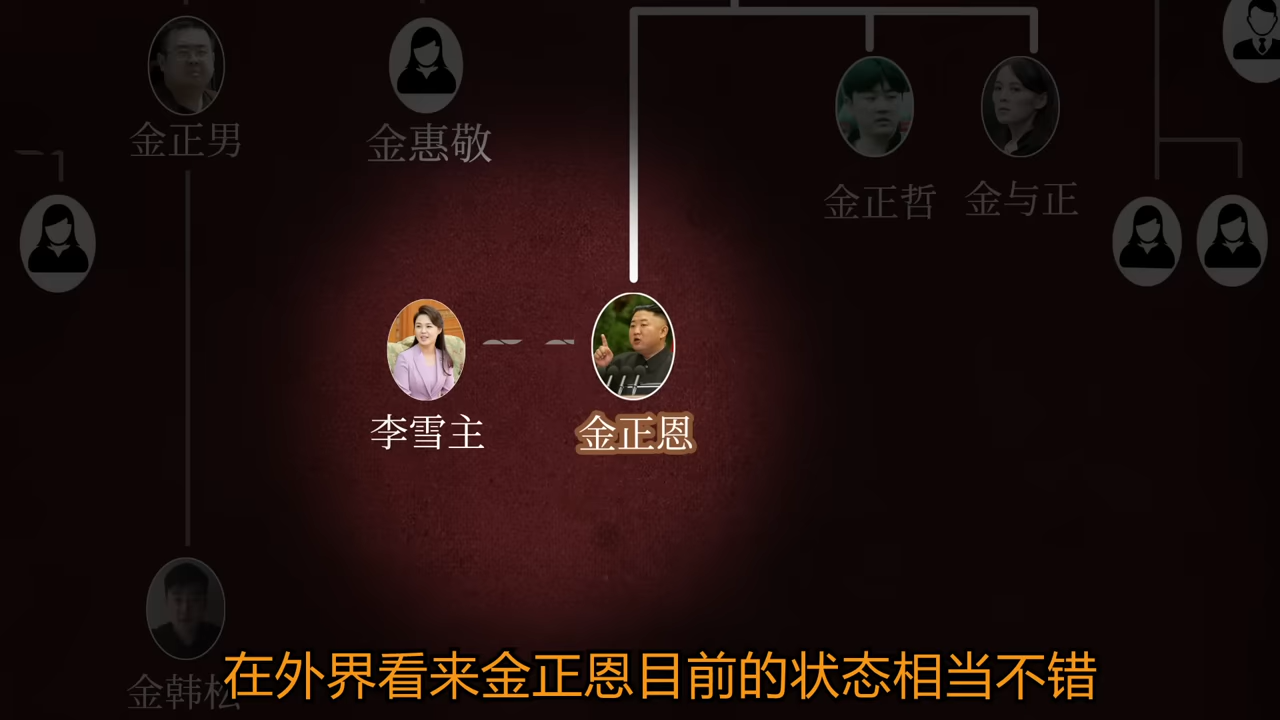 金正男
金惠敬
金正哲
金与正
李雪主
金正恩
金韩松
在外界看来金正恩目前的状态相当不错